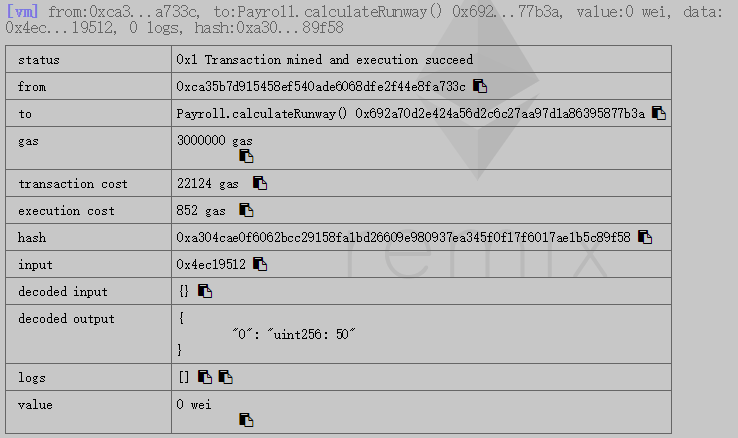 [vm] from:0xca3...a733c, to:Payroll.calculateRunway() 0x692...77b3a, value:0 wei, data:
0x4ec...19512, 0 logs, hash:0xa30...89f58
status 0x1 Transaction mined and execution succeed
from 0xca35b7d915458ef540ade6068dfe2f44e8fa733c
to Payroll.calculateRunway() 0x692a70d2e424a56d2c6c27aa97d1a86395877b3a
gas 3000000 gas
transaction cost 22124 gas
execution cost 852 gas
hash 0xa304cae0f6062bcc29158fa1bd26609e980937ea345f0f17f6017ae1b5c89f58
remix
input 0x4ec19512
decoded input {}
decoded output {
"0": "uint256: 50"
}
logs []
value 0 wei